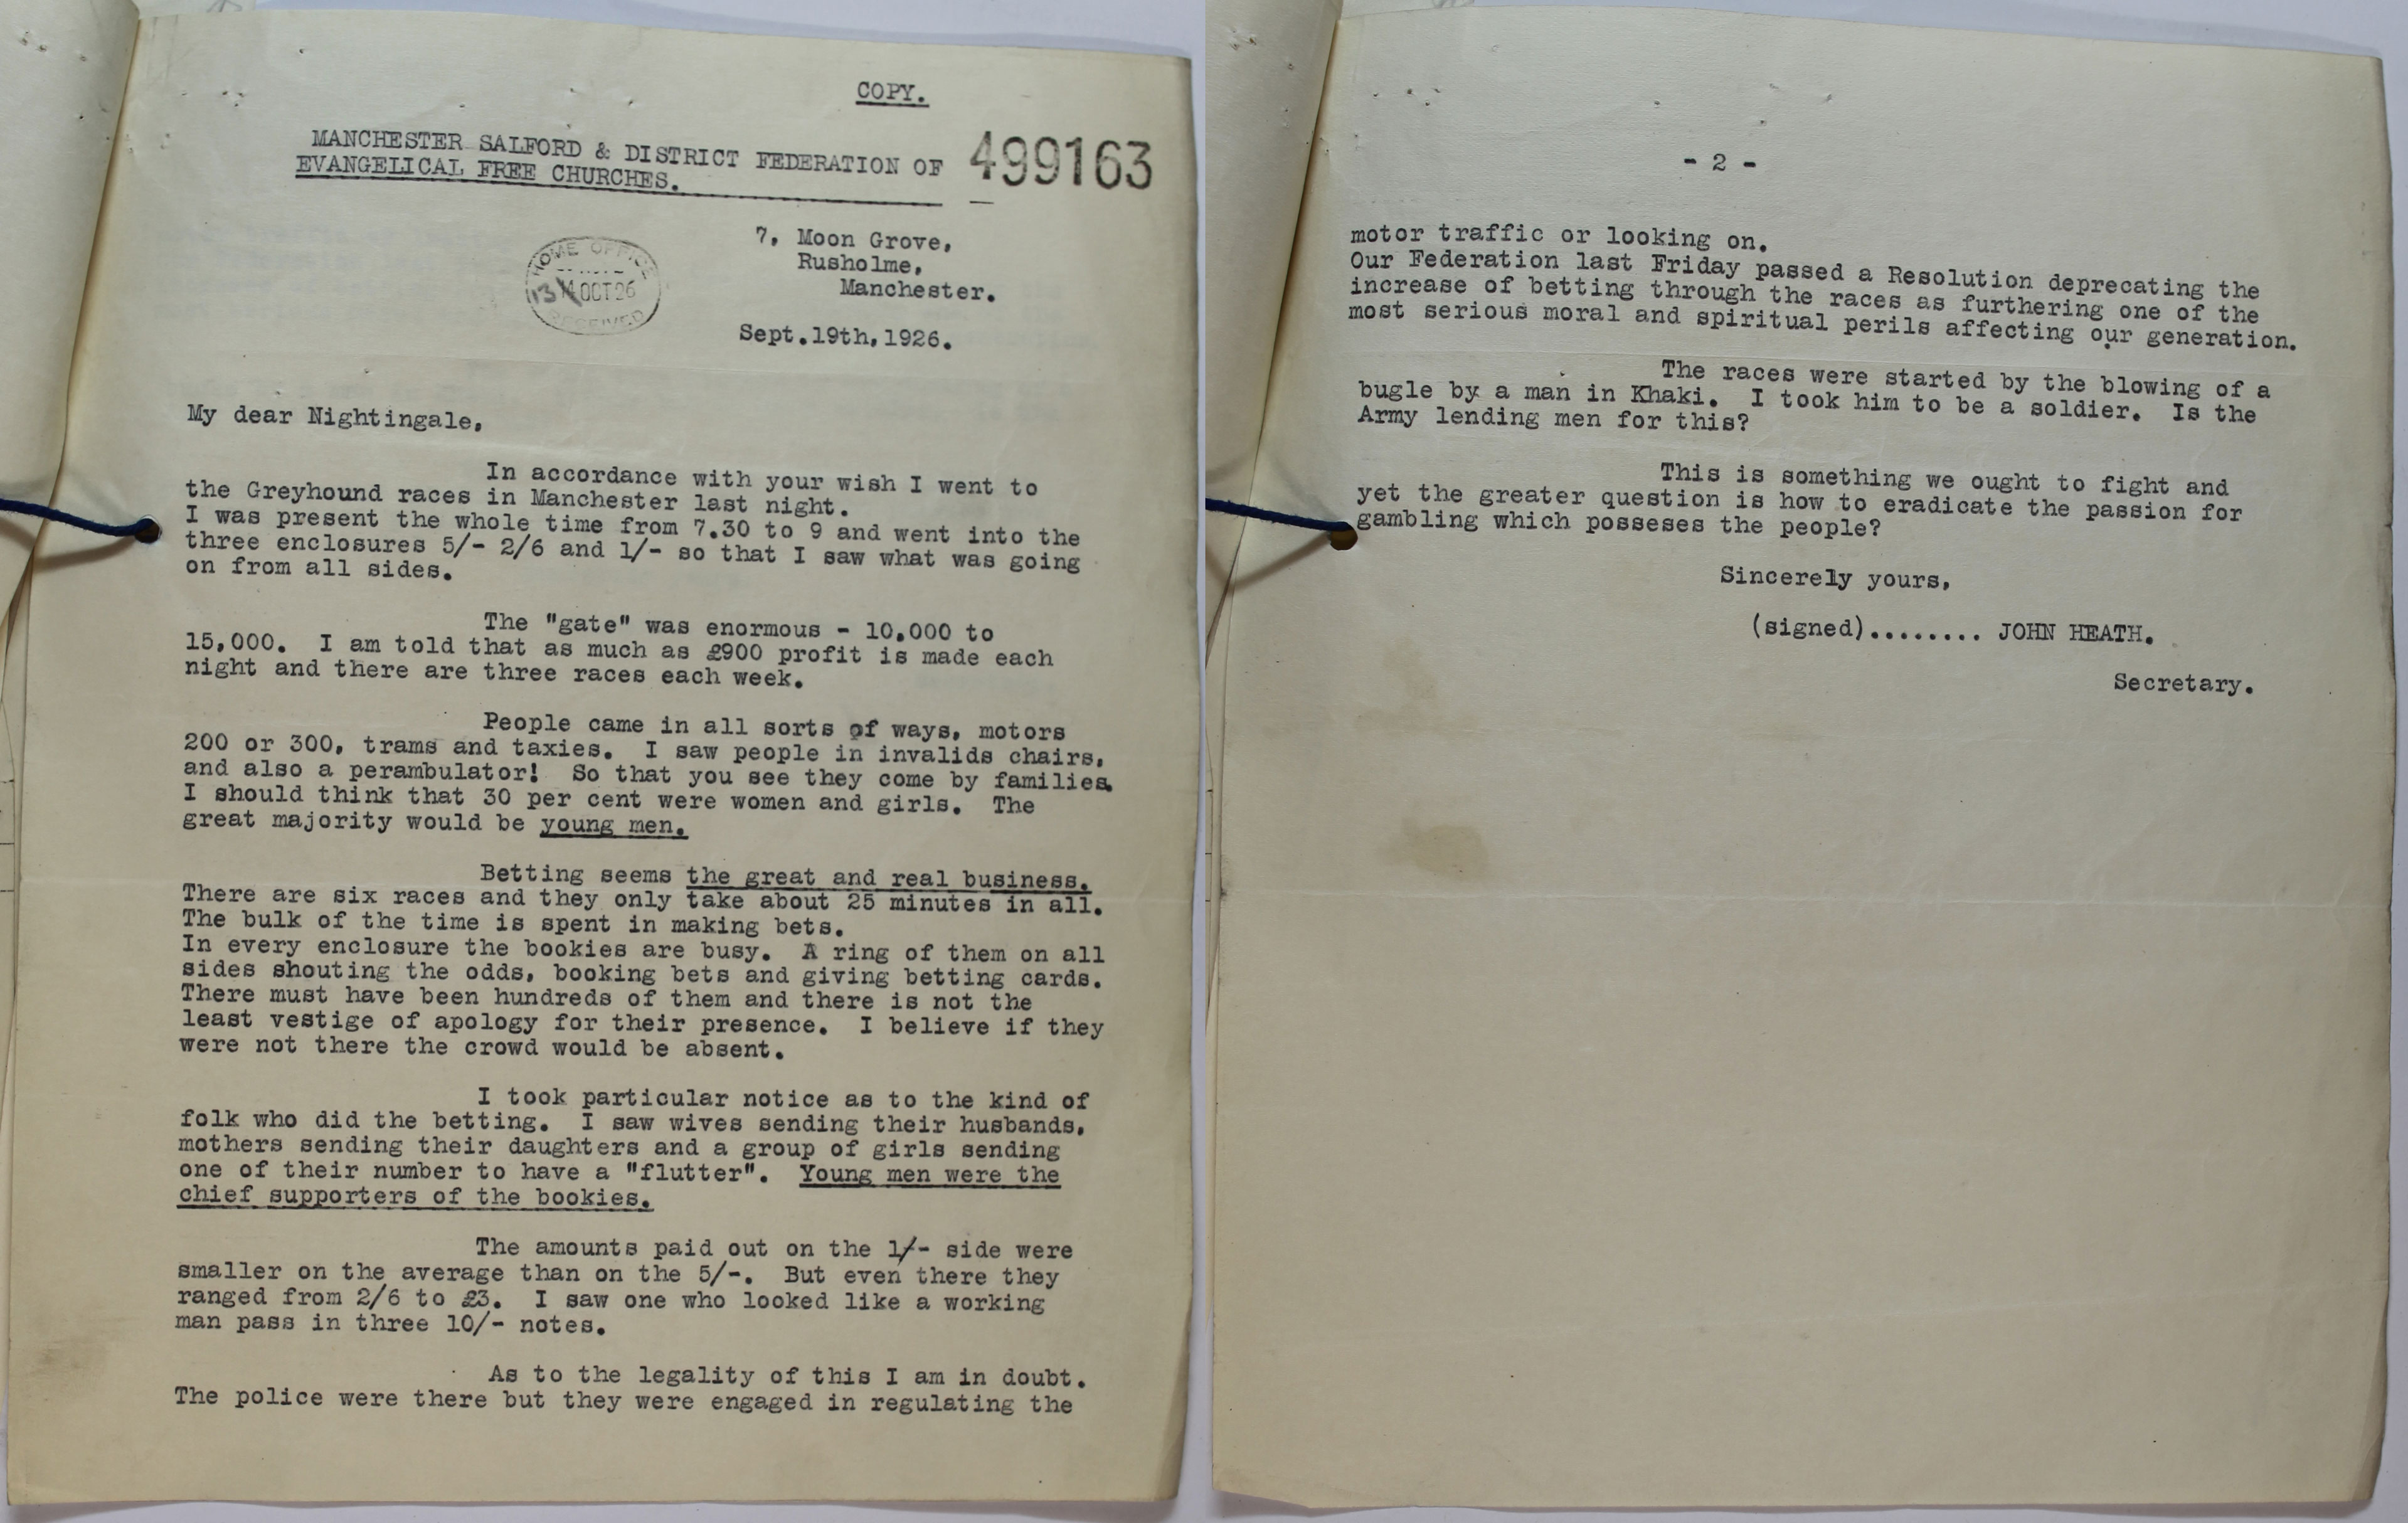 COPY.
MANCHESTER SALFORD & DISTRICT FEDERATION OF
EVANGELICAL FREE CHURCHES.
499163
HOME OFFICE
13 OCT 26
RECEIVED
7, Moon Grove,
Rusholme,
Manchester.
Sept.19th,1926.
My dear Nightingale,
In accordance with your wish I went to
the Greyhound races in Manchester last night.
I was present the whole time from 7.30 to 9 and went into the
three enclosures 5/- 2/6 and 1/- so that I saw what was going
on from all sides.
The "gate" was enormous - 10,000 to
15,000. I am told that as much as £900 profit is made each
night and there are three races each week.
People came in all sorts of ways, motors
200 or 300, trams and taxies. I saw people in invalids chairs,
and also a perambulator! So that you see they come by families.
I should think that 30 per cent were women and girls. The
great majority would be young men.
Betting seems the great and real business.
There are six races and they only take about 25 minutes in all.
The bulk of the time is spent in making bets.
In every enclosure the bookies are busy. A ring of them on all
sides shouting the odds, booking bets and giving betting cards.
There must have been hundreds of them and there is not the
least vestige of apology for their presence. I believe if they
were not there the crowd would be absent.
I took particular notice as to the kind of
folk who did the betting. I saw wives sending their husbands,
mothers sending their daughters and a group of girls sending
one of their number to have a "flutter". Young men were the
chief supporters of the bookies.
The amounts paid out on the 1/- side were
smaller on the average than on the 5/-. But even there they
ranged from 2/6 to £3. I saw one who looked like a working
man pass in three 10/- notes.
As to the legality of this I am in doubt.
The police were there but they were engaged in regulating the
- 2 -
motor traffic or looking on.
Our Federation last Friday passed a Resolution deprecating the
increase of betting through the races as furthering one of the
most serious moral and spiritual perils affecting our generation.
The races were started by the blowing of a
bugle by a man in Khaki. I took him to be a soldier. Is the
Army lending men for this?
This is something we ought to fight and
yet the greater question is how to eradicate the passion for
gambling which posseses the people?
Sincerely yours,
(signed)........ JOHN HEATH.
Secretary.